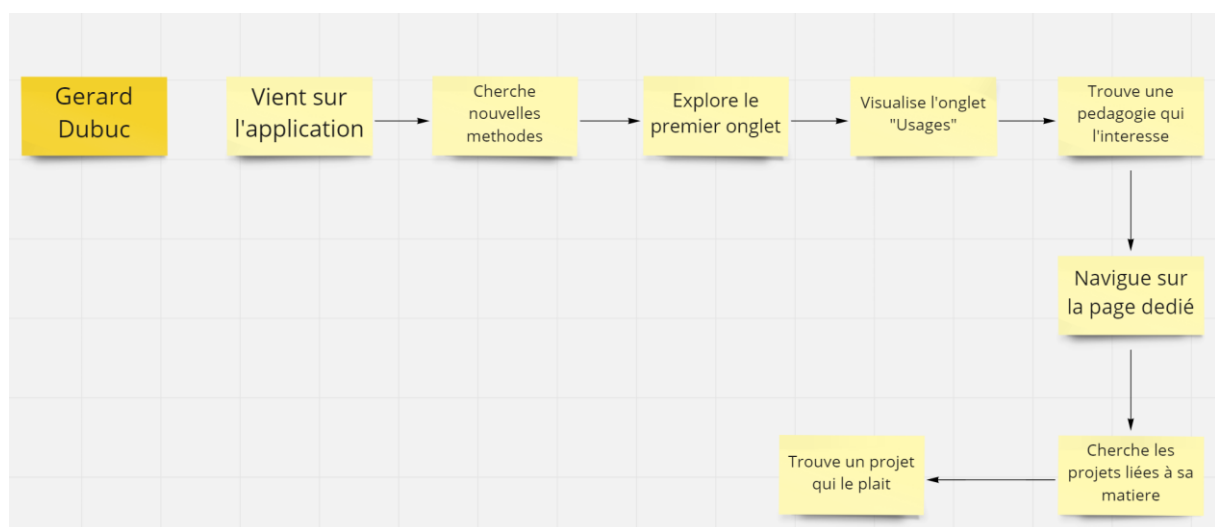 Gerard
Dubuc
Vient sur
l'application
Cherche
nouvelles
methodes
Explore le
premier onglet
Visualise l'onglet
"Usages"
Trouve une
pedagogie qui
l'interesse
Navigue sur
la page dedié
Cherche les
projets liées à sa
matiere
Trouve un projet
qui le plait